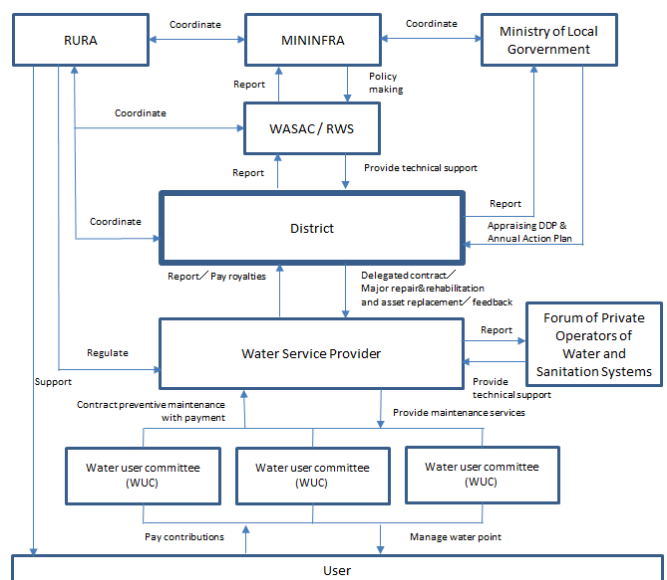 Coordinate
Coordinate
RURA
MININFRA
Ministry of Local
Gorvernment
Report
Policy
making
Coordinate
WASAC / RWS
Report
Provide technical support
Report
Coordinate
District
Appraising DDP &
Annual Action Plan
Report／Pay royalties
Delegated contract／
Major repair&rehabilitation
and asset replacement／feedback
Forum of Private
Operators of
Water and
Sanitation Systems
Report
Regulate
Water Service Provider
Support
Provide
technical support
Contract preventive maintenance
with payment
Provide maintenance services
Water user committee
(WUC)
Water user committee
(WUC)
Water user committee
(WUC)
Pay contributions
Manage water point
User